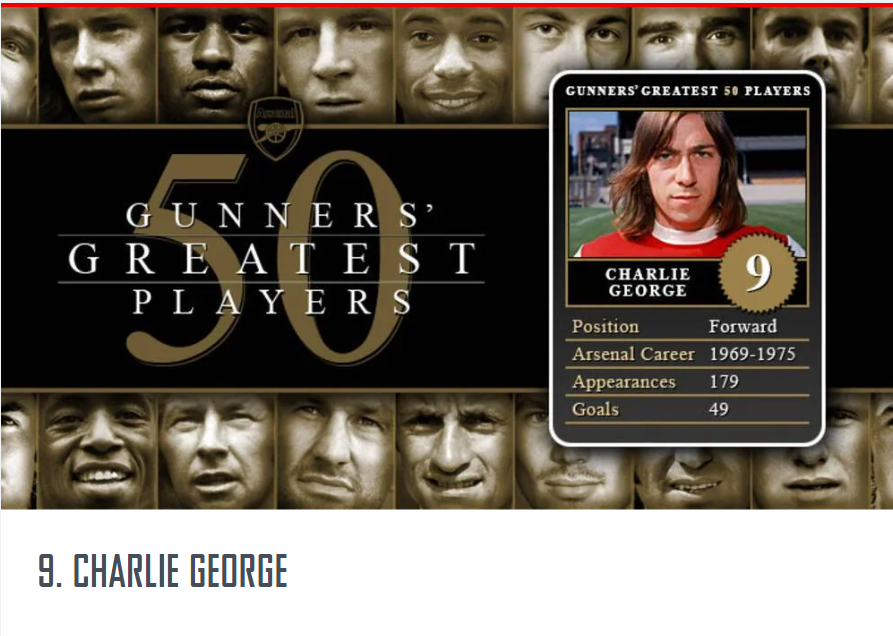 Arsenal
50
GUNNERS'
GREATEST
PLAYERS
GUNNERS' GREATEST 50 PLAYERS
CHARLIE
GEORGE
9
Position Forward
Arsenal Career 1969-1975
Appearances 179
Goals 49
9. CHARLIE GEORGE